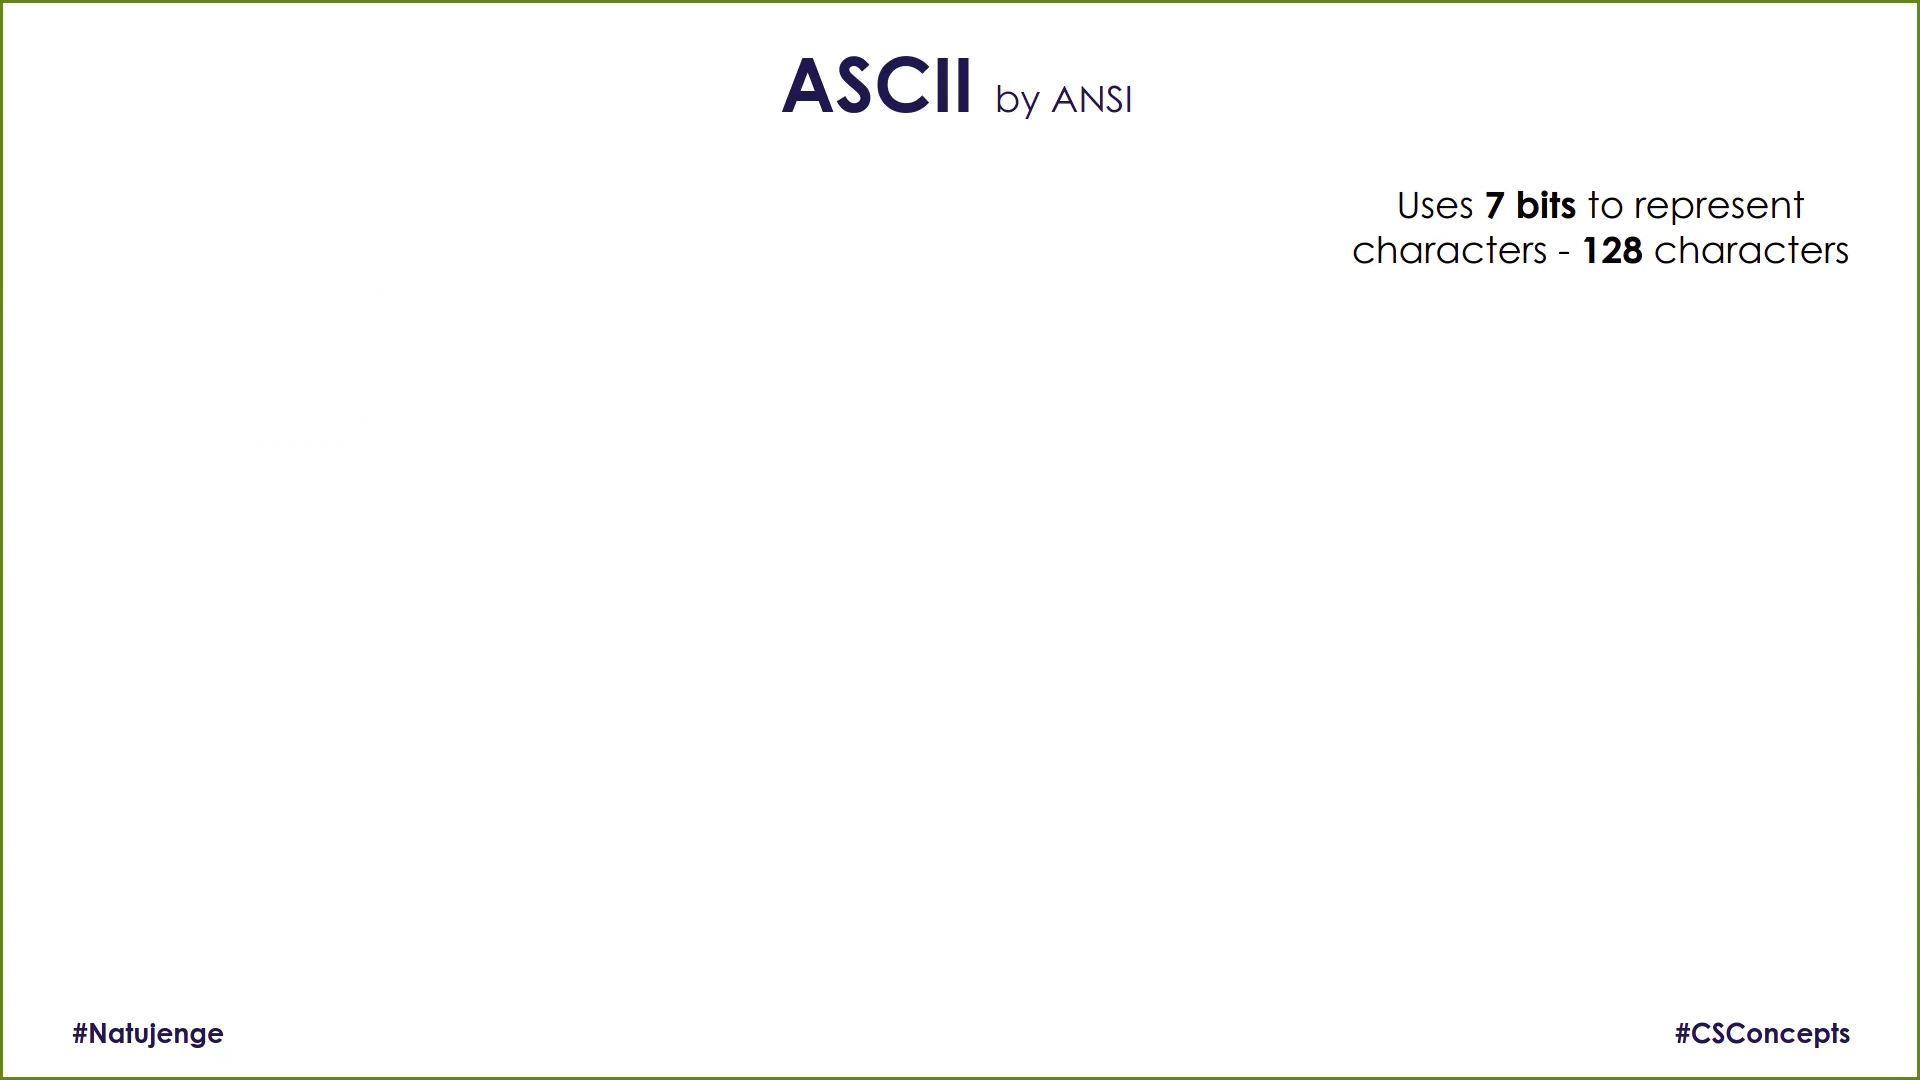 ASCII by ANSI
Uses 7 bits to represent
characters - 128 characters
#Natujenge
#CSConcepts